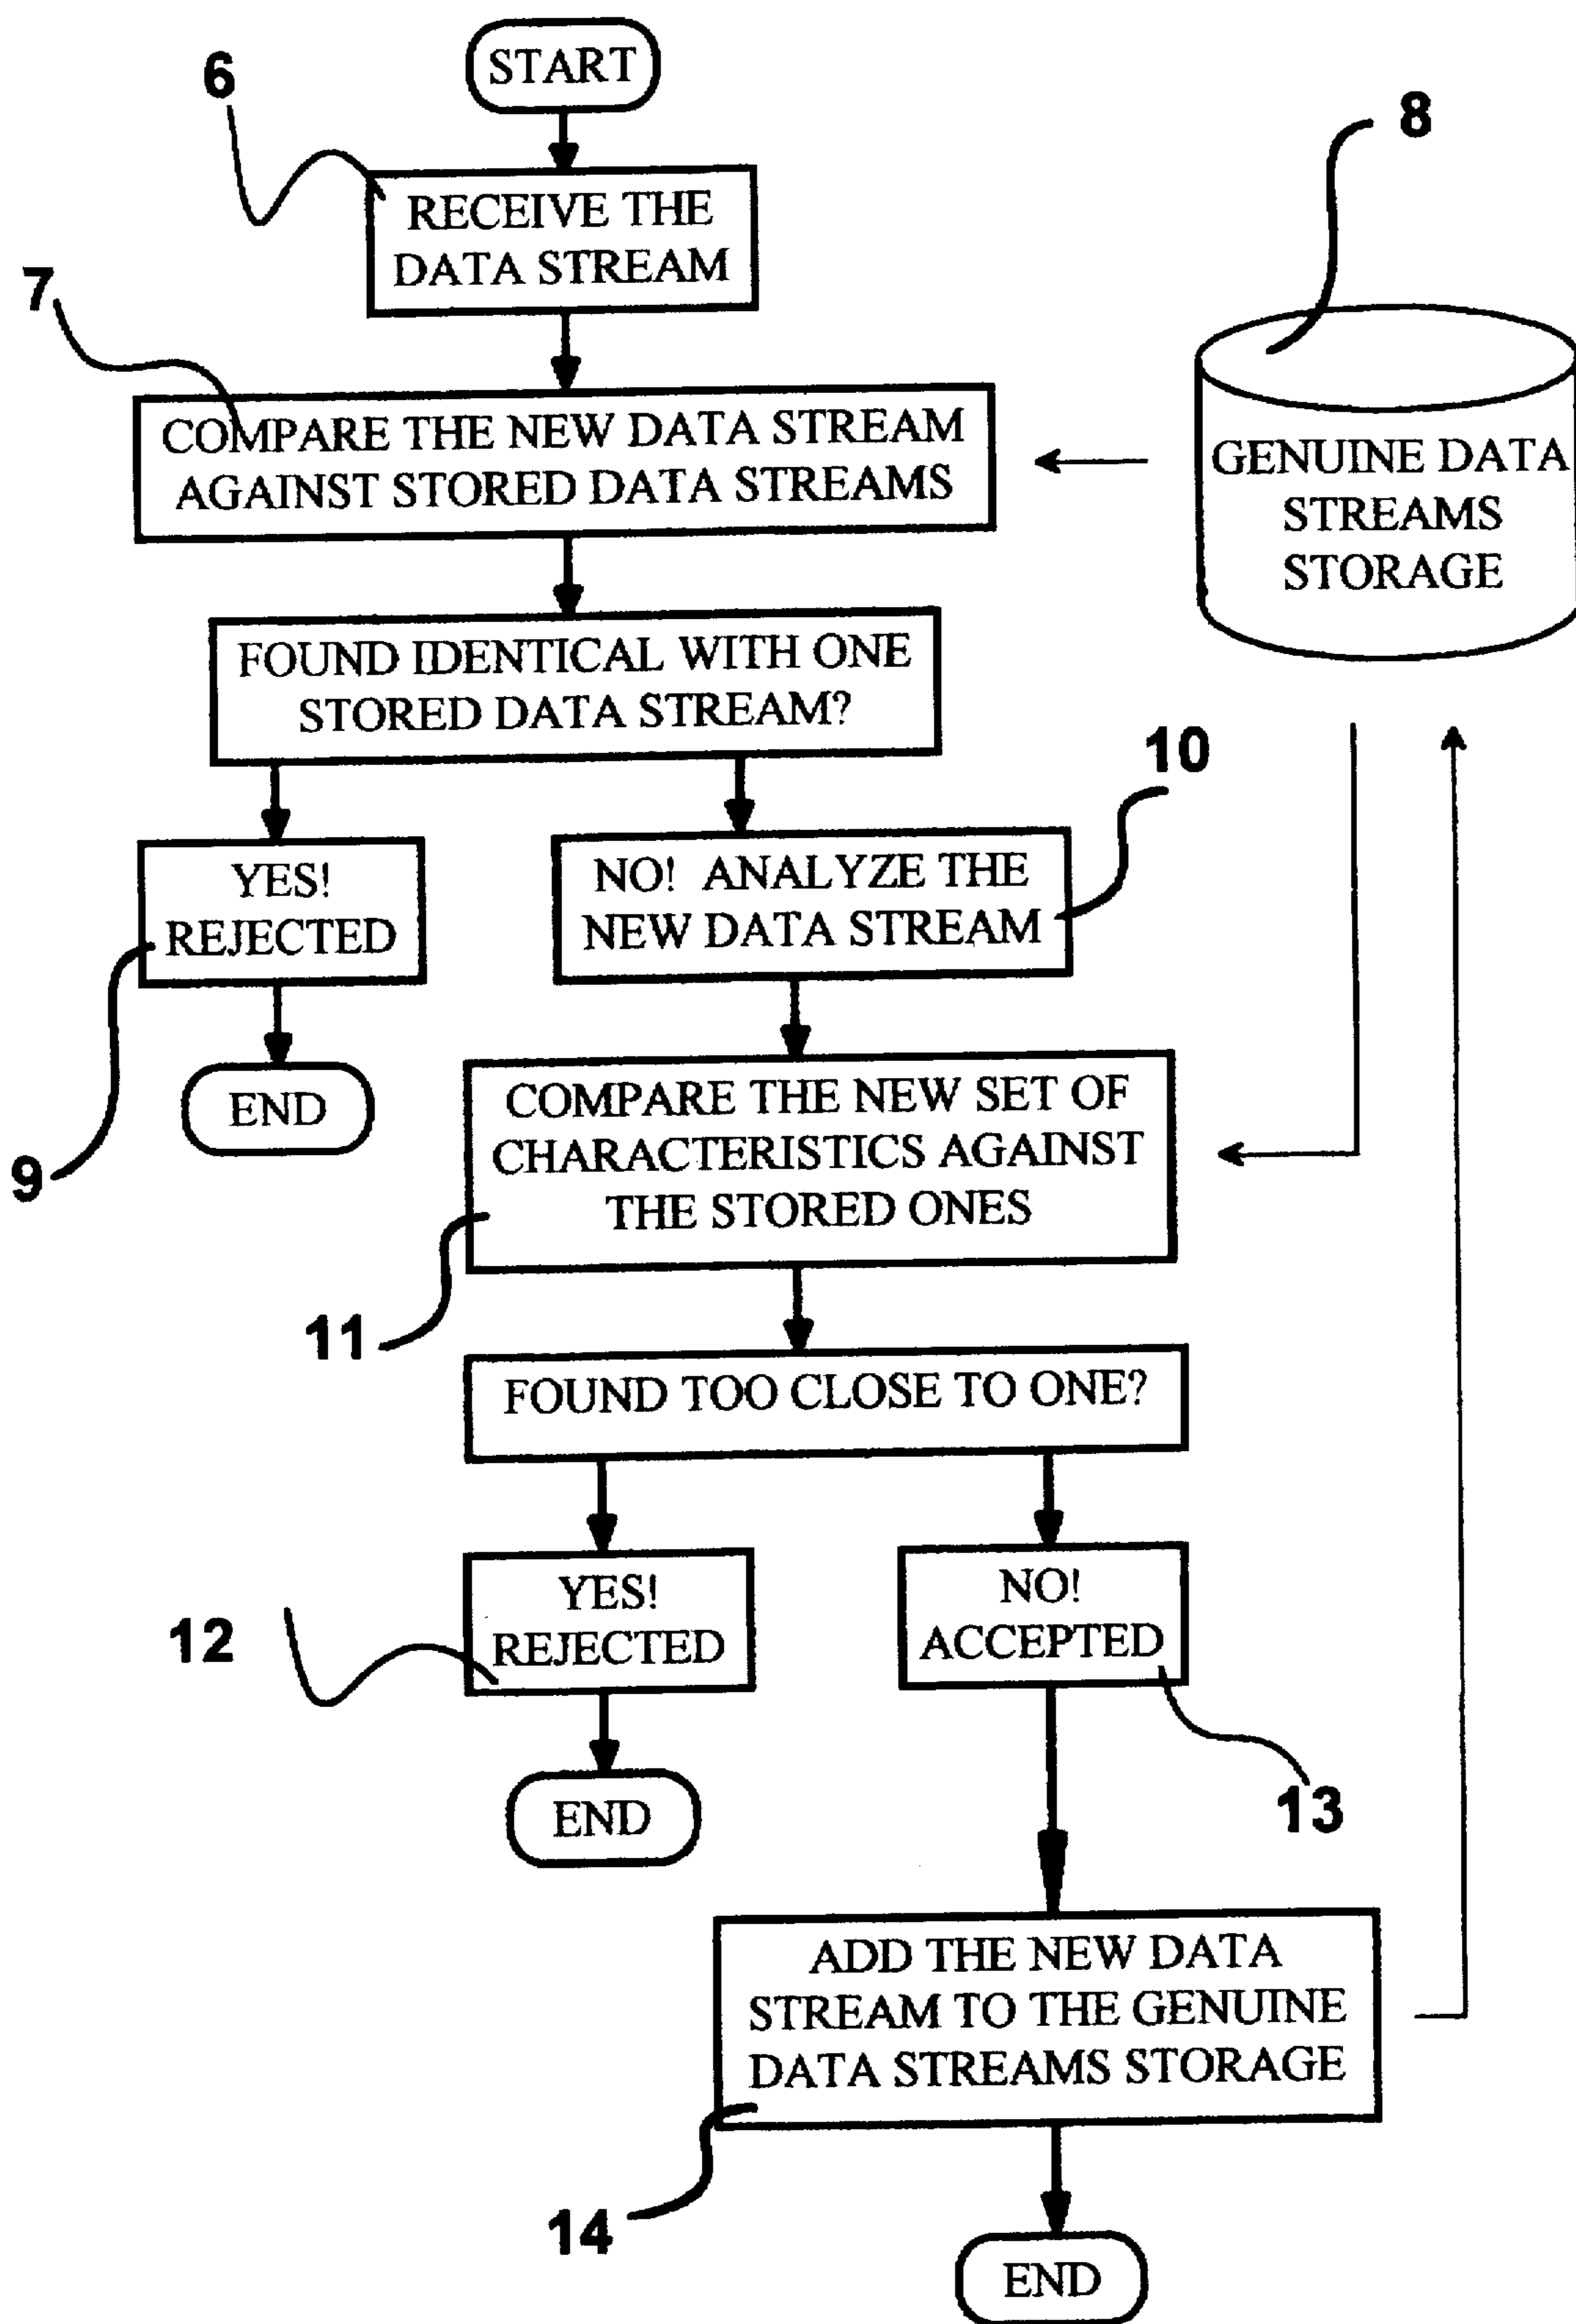 START
6
8
RECEIVE THE
DATA STREAM
7
COMPARE THE NEW DATA STREAM
AGAINST STORED DATA STREAMS
GENUINE DATA
STREAMS
STORAGE
FOUND IDENTICAL WITH ONE
STORED DATA STREAM?
10
YES!
REJECTED
NO! ANALYZE THE
NEW DATA STREAM
9
END
COMPARE THE NEW SET OF
CHARACTERISTICS AGAINST
THE STORED ONES
11
FOUND TOO CLOSE TO ONE?
12
YES!
REJECTED
NO!
ACCEPTED
13
END
ADD THE NEW DATA
STREAM TO THE GENUINE
DATA STREAMS STORAGE
14
END